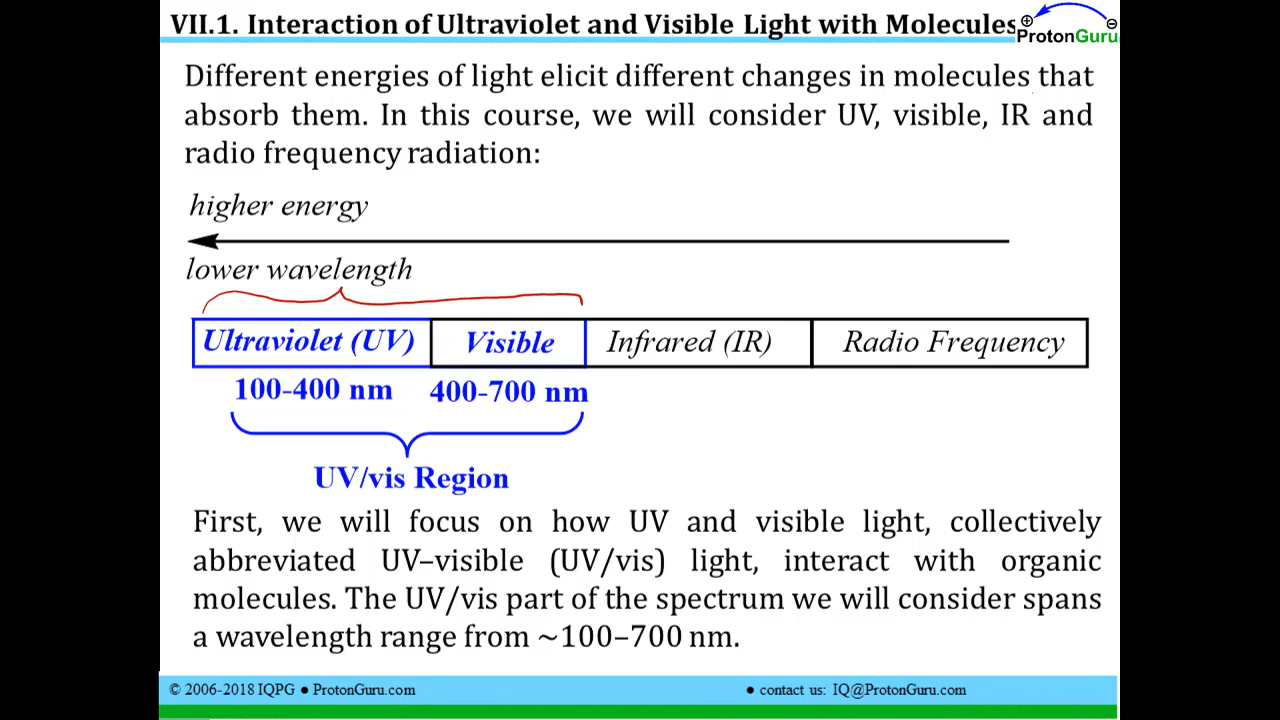 VII.1. Interaction of Ultraviolet and Visible Light with Molecules
ProtonGuru
Different energies of light elicit different changes in molecules that
absorb them. In this course, we will consider UV, visible, IR and
radio frequency radiation:
higher energy
lower wavelength
Ultraviolet (UV) Visible Infrared (IR) Radio Frequency
100-400 nm 400-700 nm
UV/vis Region
First, we will focus on how UV and visible light, collectively
abbreviated UV–visible (UV/vis) light, interact with organic
molecules. The UV/vis part of the spectrum we will consider spans
a wavelength range from ~100–700 nm.
© 2006-2018 IQPG ● ProtonGuru.com ● contact us: IQ@ProtonGuru.com